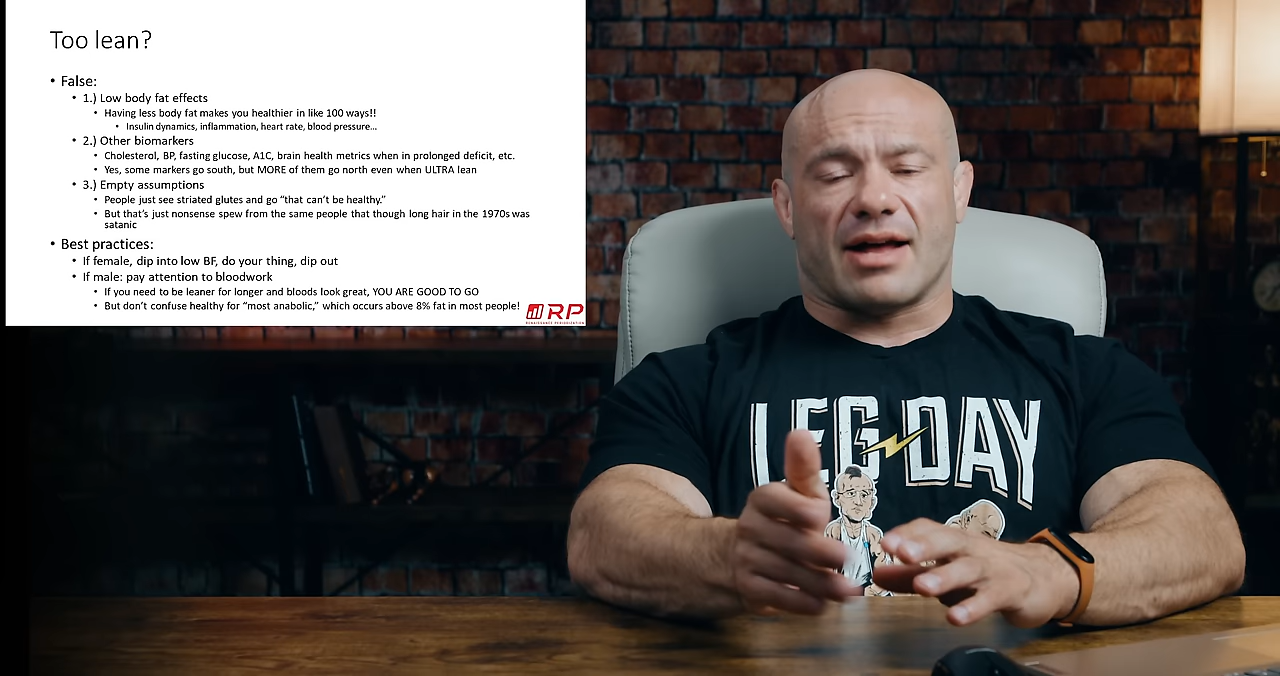 Too lean?
• False:
• 1.) Low body fat effects
• Having less body fat makes you healthier in like 100 ways!!
• Insulin dynamics, inflammation, heart rate, blood pressure...
• 2.) Other biomarkers
• Cholesterol, BP, fasting glucose, A1C, brain health metrics when in prolonged deficit, etc.
• Yes, some markers go south, but MORE of them go north even when ULTRA lean
• 3.) Empty assumptions
• People just see striated glutes and go "that can't be healthy."
• But that's just nonsense spew from the same people that though long hair in the 1970s was
satanic
• Best practices:
• If female, dip into low BF, do your thing, dip out
• If male: pay attention to bloodwork
• If you need to be leaner for longer and bloods look great, YOU ARE GOOD TO GO
• But don't confuse healthy for "most anabolic," which occurs above 8% fat in most people!
RP
RENAISSANCE PERIODIZATION
LEG DAY